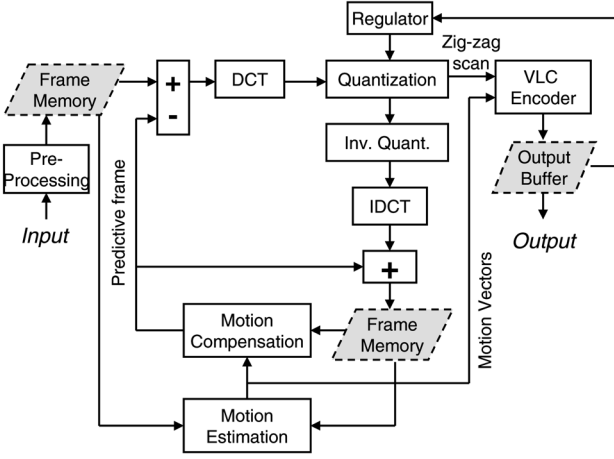 Regulator
Zig-zag
scan
Frame
Memory
+
-
DCT
Quantization
VLC
Encoder
Pre-
Processing
Inv. Quant.
Output
Buffer
Input
Predictive frame
IDCT
Output
+
Motion Vectors
Motion
Compensation
Frame
Memory
Motion
Estimation